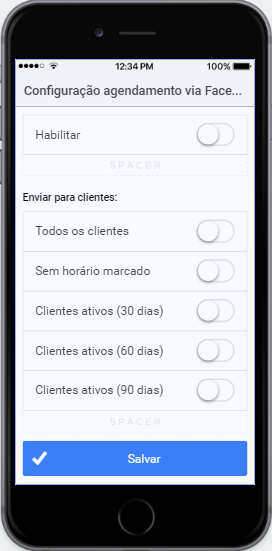 12:34 PM 100%
Configuração agendamento via Face...
Habilitar
SPACER
Enviar para clientes:
Todos os clientes
Sem horário marcado
Clientes ativos (30 dias)
Clientes ativos (60 dias)
Clientes ativos (90 dias)
SPACER
Salvar